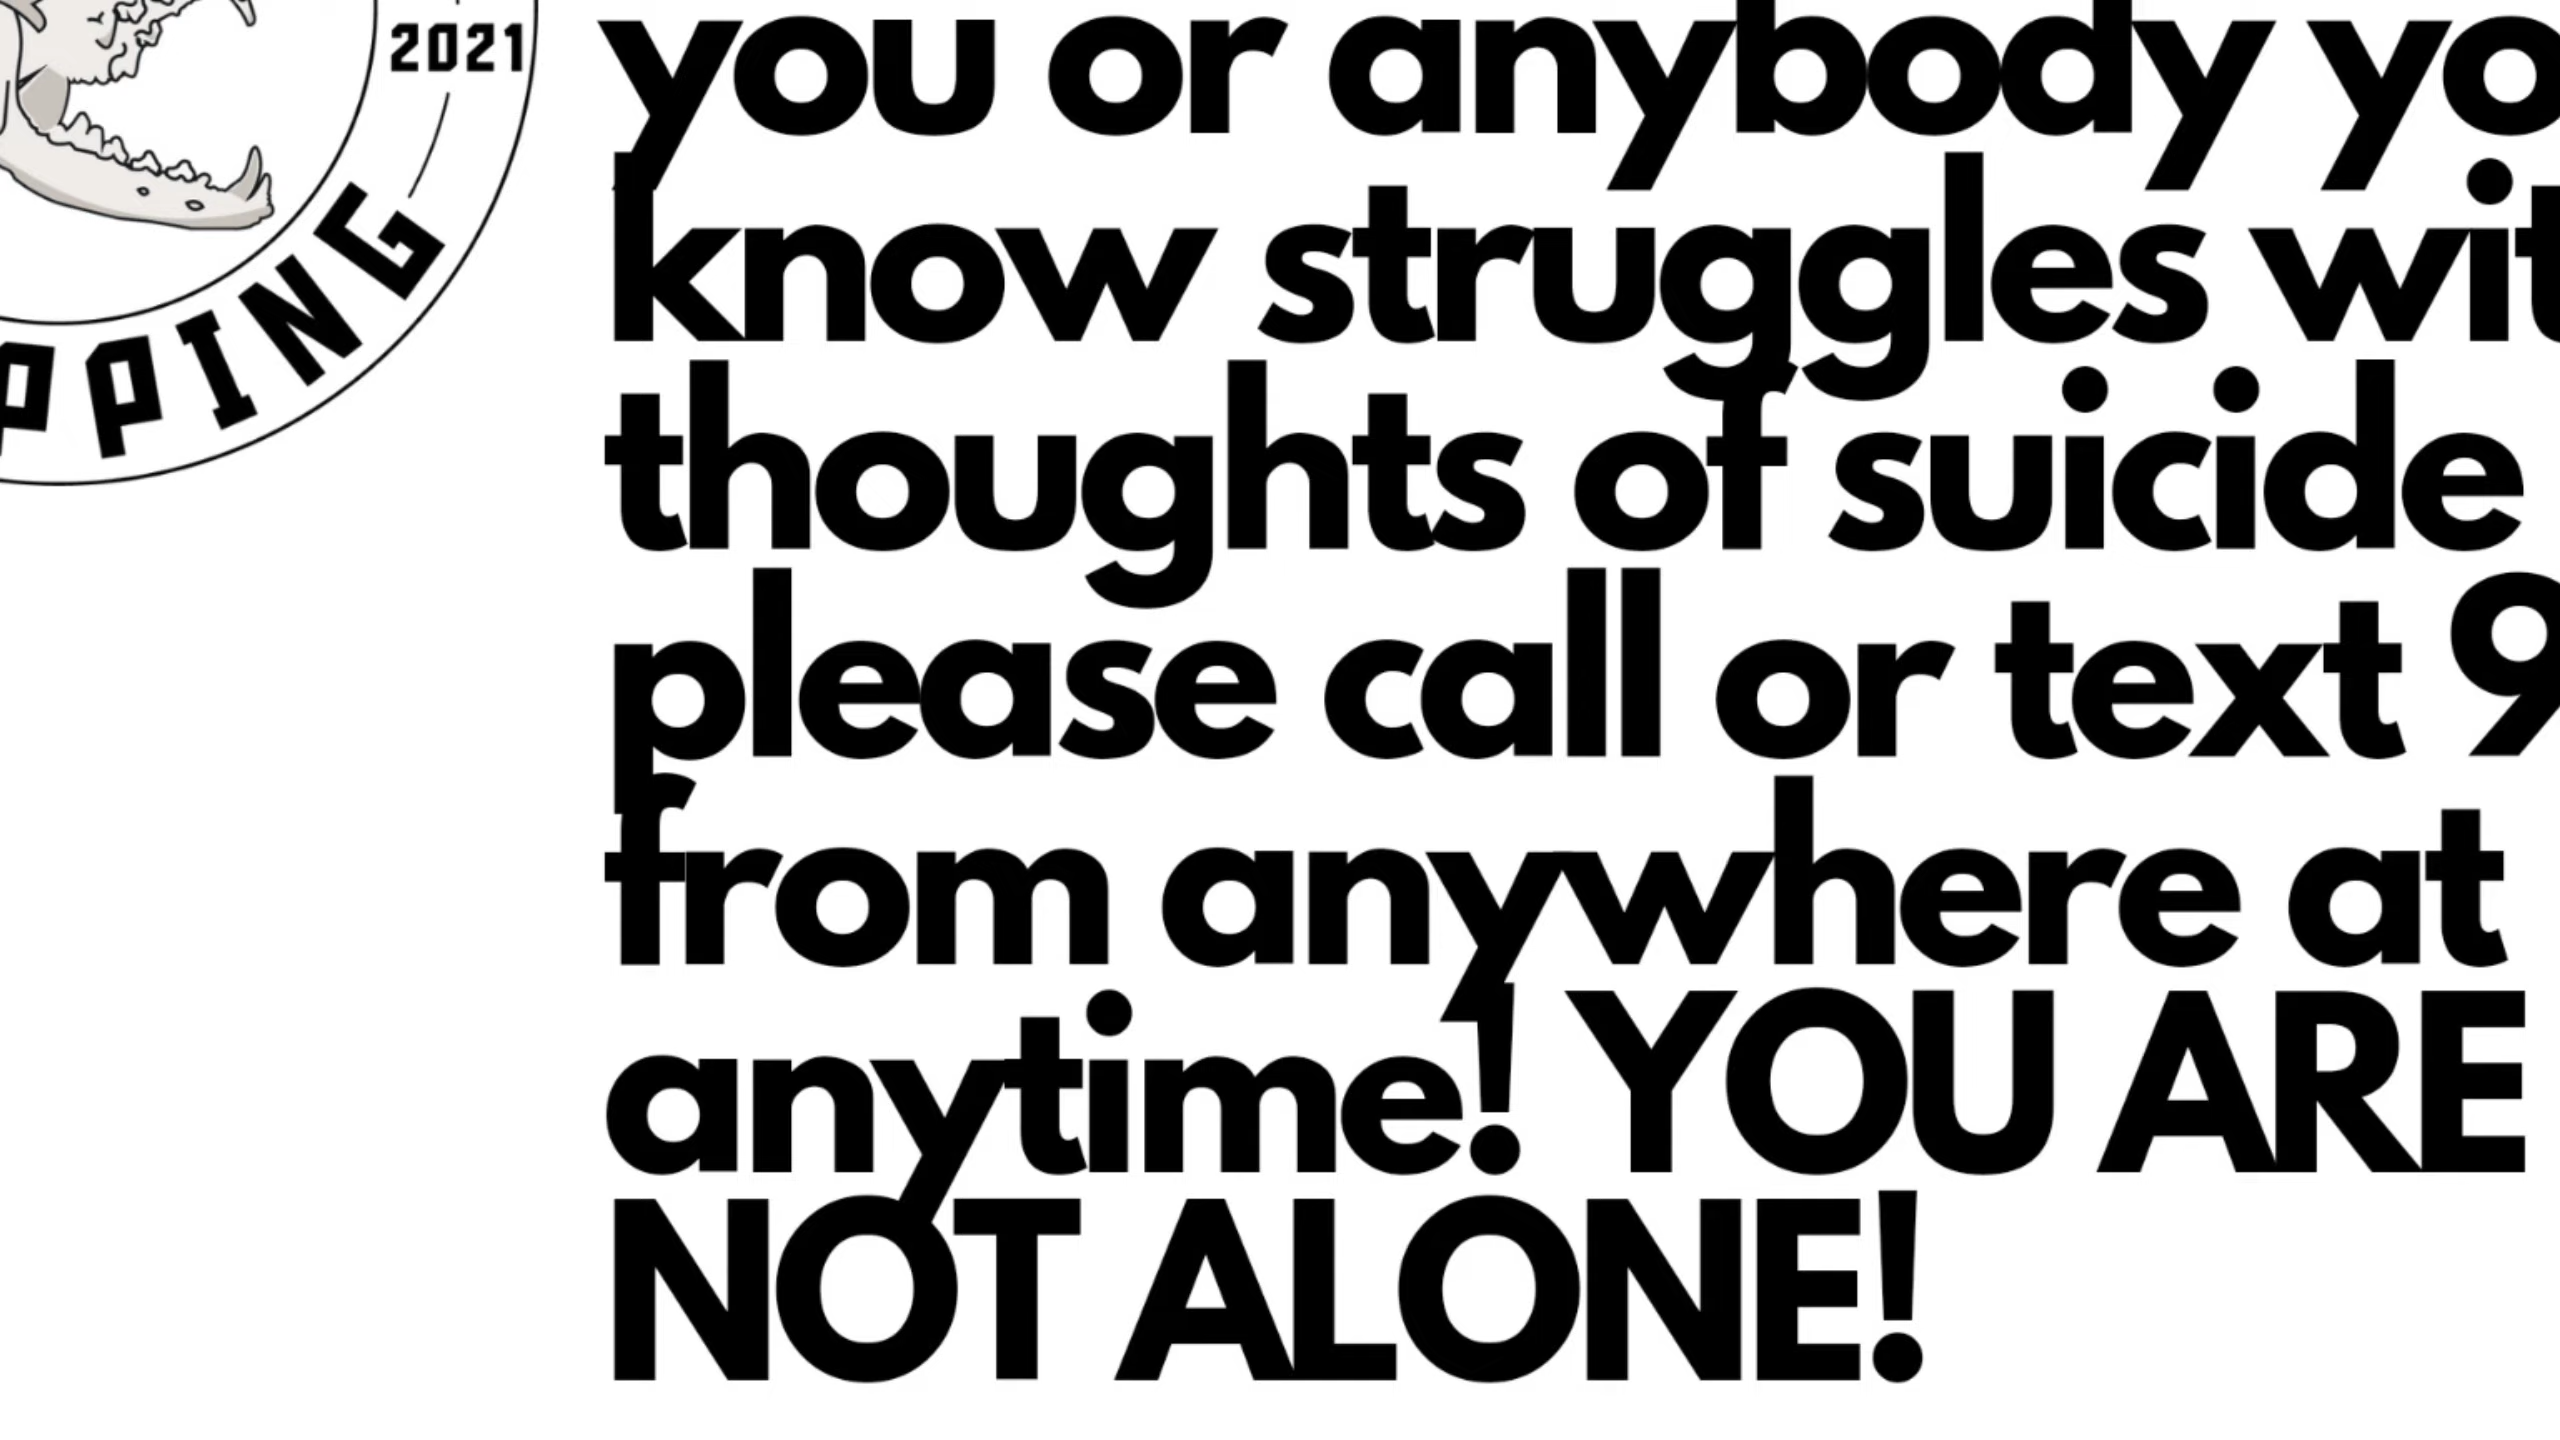 2021
PPING
you or anybody yo
know struggles wit
thoughts of suicide
please call or text 9
from anywhere at
anytime! YOU ARE
NOT ALONE!